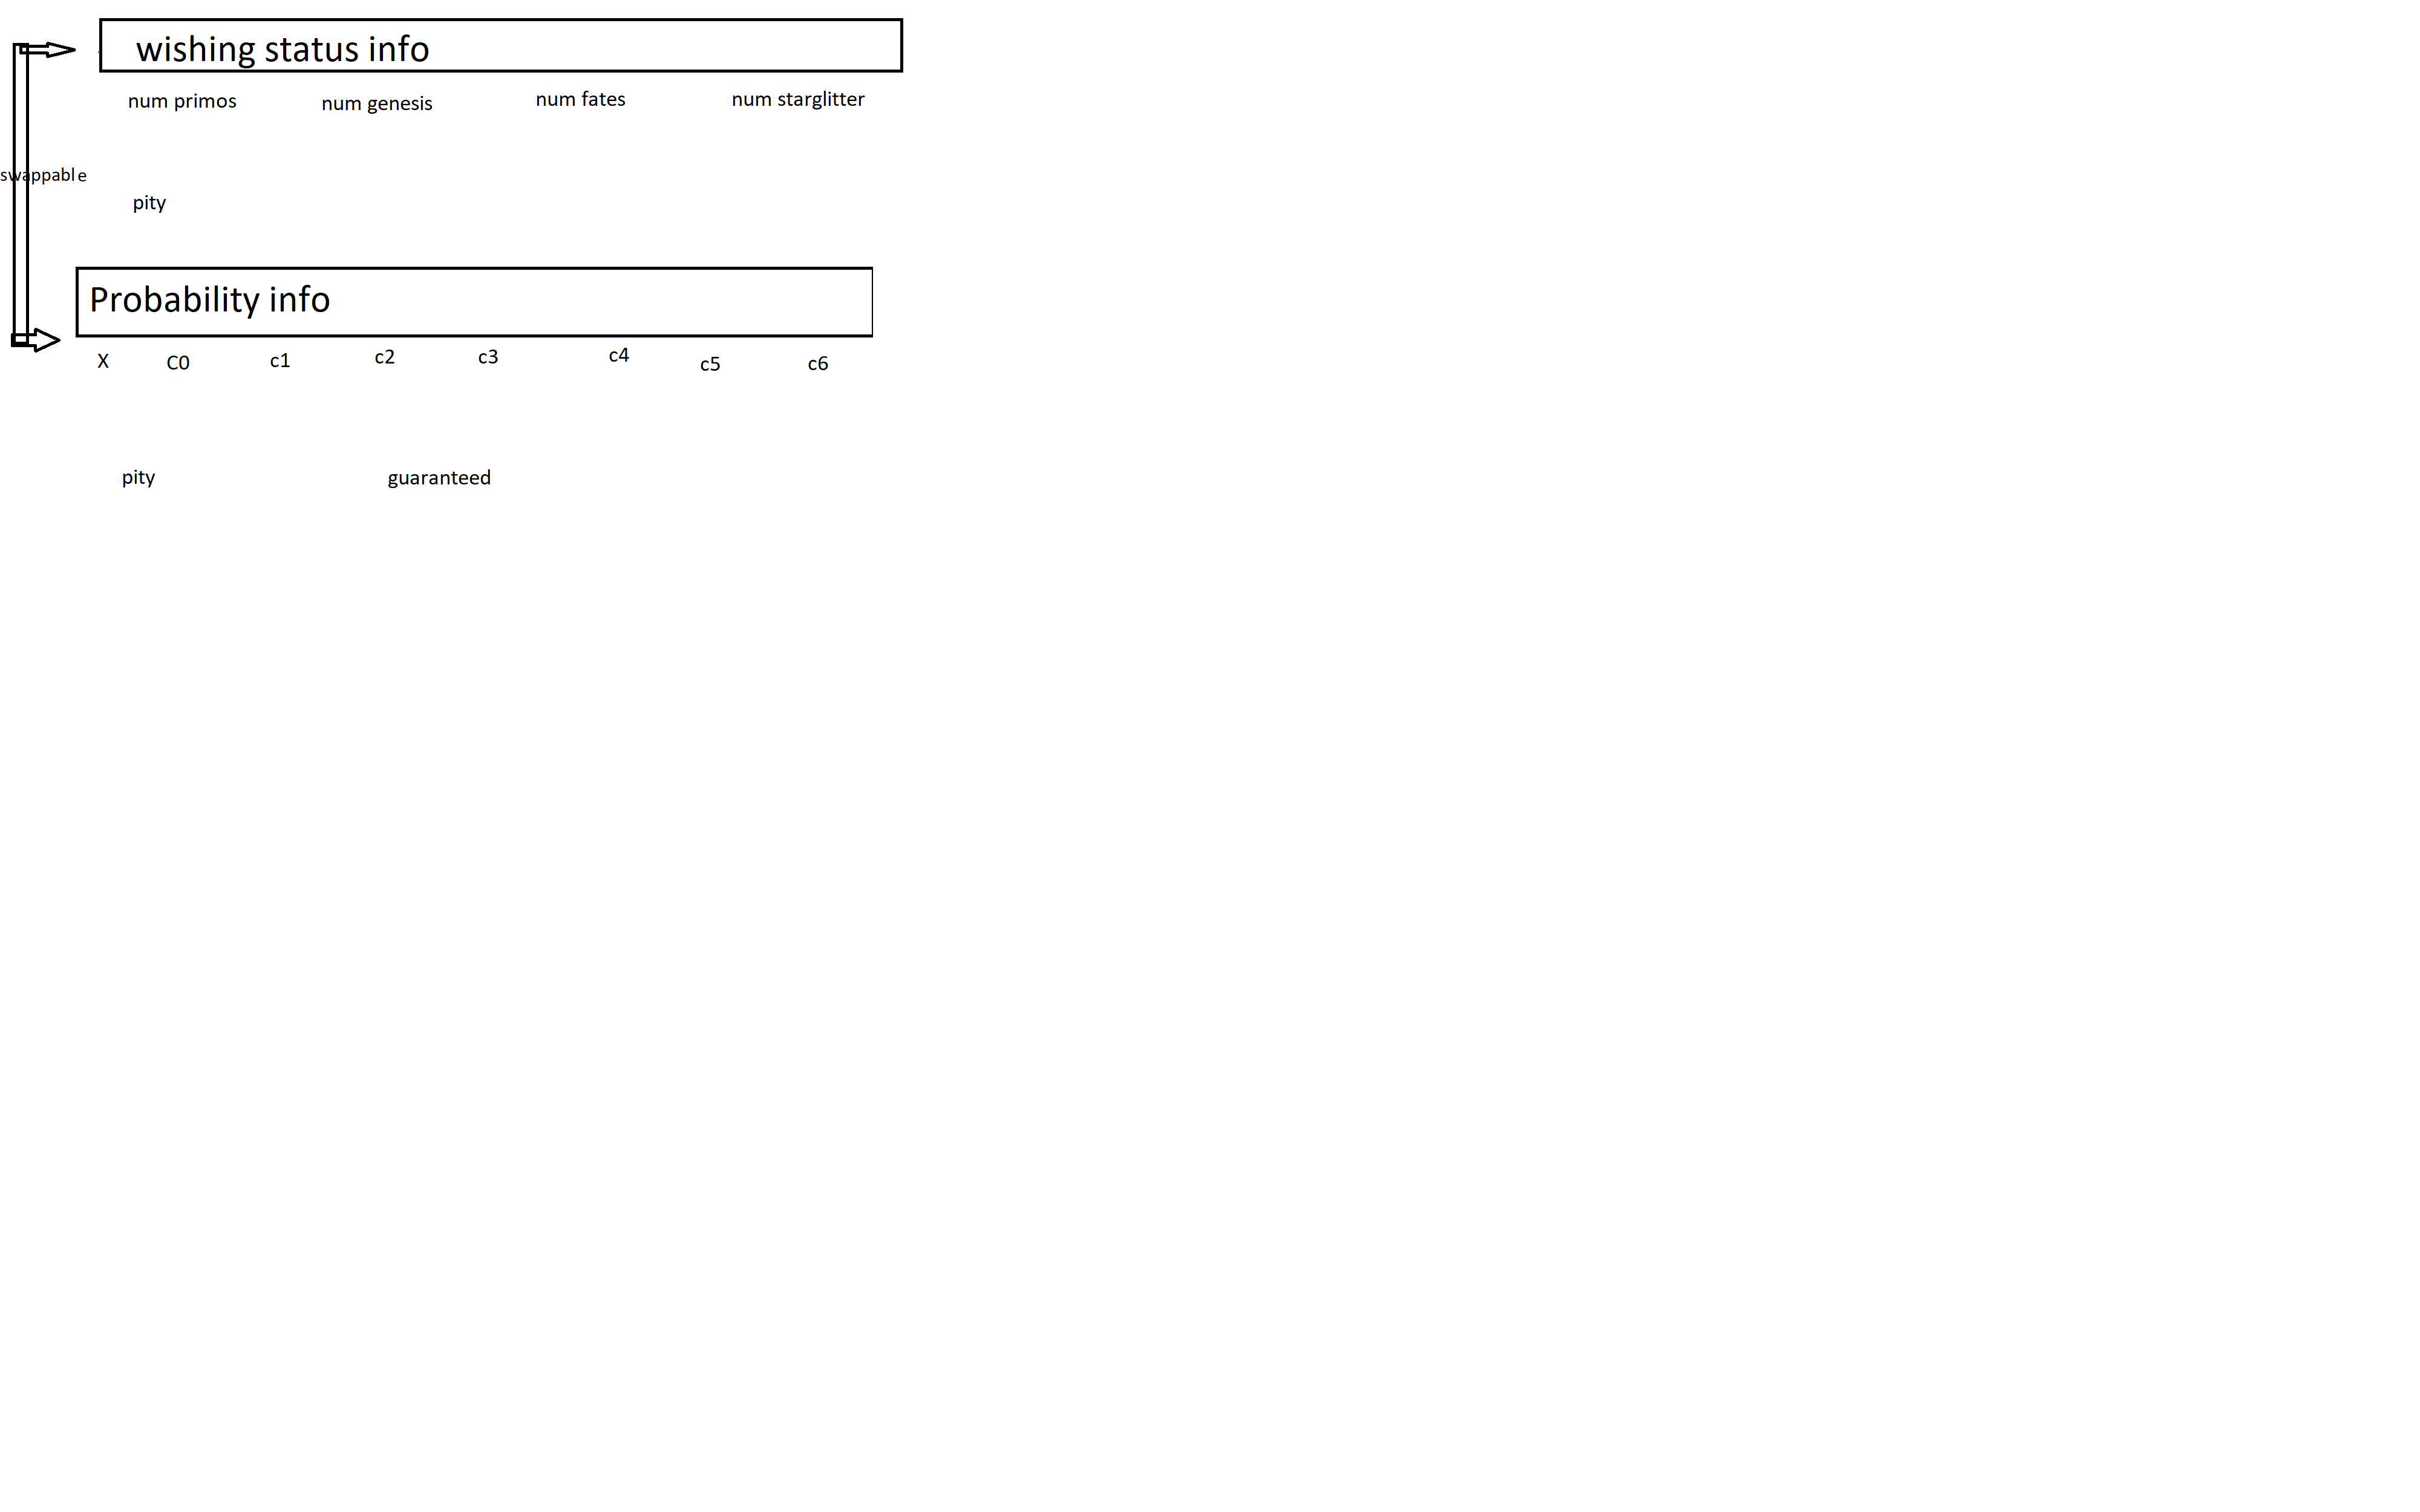 wishing status info
num primos num genesis num fates num starglitter
swappable
pity
Probability info
X C0 c1 c2 c3 c4 c5 c6
pity guaranteed